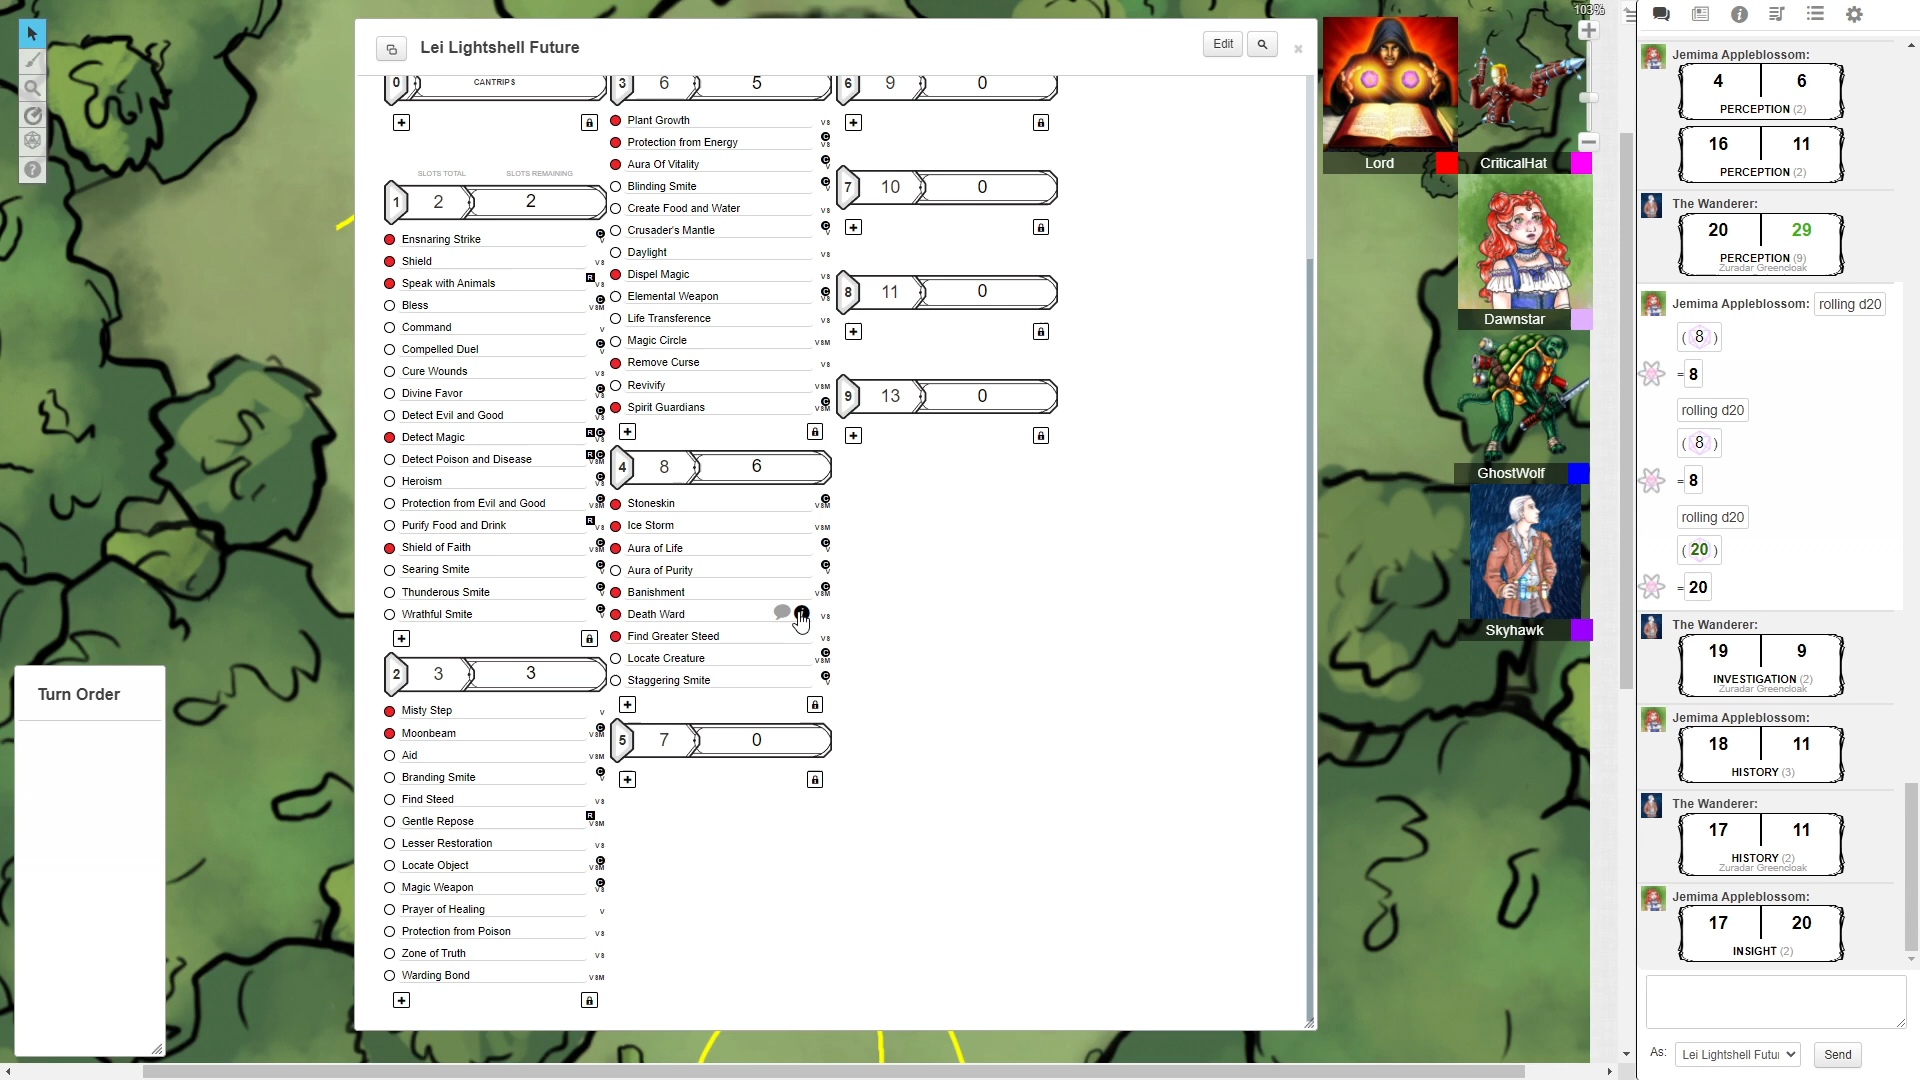 Lei Lightshell Future
Edit
0
CANTRIPS
SLOTS TOTAL
SLOTS REMAINING
1 2 2
Ensnaring Strike C V
Shield V S
Speak with Animals R V S
Bless C V S M
Command V
Compelled Duel C V
Cure Wounds V S
Divine Favor C V S
Detect Evil and Good C V S
Detect Magic R C V S
Detect Poison and Disease R C V S M
Heroism C V S
Protection from Evil and Good C V S M
Purify Food and Drink R V S
Shield of Faith C V S M
Searing Smite C V
Thunderous Smite C V
Wrathful Smite C V
2 3 3
Misty Step V
Moonbeam C V S M
Aid V S M
Branding Smite C V
Find Steed V S
Gentle Repose R V S M
Lesser Restoration V S
Locate Object C V S M
Magic Weapon C V S
Prayer of Healing V
Protection from Poison V S
Zone of Truth V S
Warding Bond V S M
3 6 5
Plant Growth V S
Protection from Energy C V S
Aura Of Vitality C V
Blinding Smite C V
Create Food and Water V S
Crusader's Mantle C V
Daylight V S
Dispel Magic V S
Elemental Weapon C V S
Life Transference V S
Magic Circle V S M
Remove Curse V S
Revivify V S M
Spirit Guardians C V S M
4 8 6
Stoneskin C V S M
Ice Storm V S M
Aura of Life C V
Aura of Purity C V
Banishment C V S M
Death Ward V S
Find Greater Steed V S
Locate Creature C V S M
Staggering Smite C V
5 7 0
6 9 0
7 10 0
8 11 0
9 13 0
Turn Order
103%
Lord
CriticalHat
Dawnstar
GhostWolf
Skyhawk
Jemima Appleblossom:
4 6
PERCEPTION (2)
16 11
PERCEPTION (2)
The Wanderer:
20 29
PERCEPTION (9)
Zuradar Greencloak
Jemima Appleblossom: rolling d20
(8)
=8
rolling d20
(8)
=8
rolling d20
(20)
=20
The Wanderer:
19 9
INVESTIGATION (2)
Zuradar Greencloak
Jemima Appleblossom:
18 11
HISTORY (3)
The Wanderer:
17 11
HISTORY (2)
Zuradar Greencloak
Jemima Appleblossom:
17 20
INSIGHT (2)
As: Lei Lightshell Futu
Send